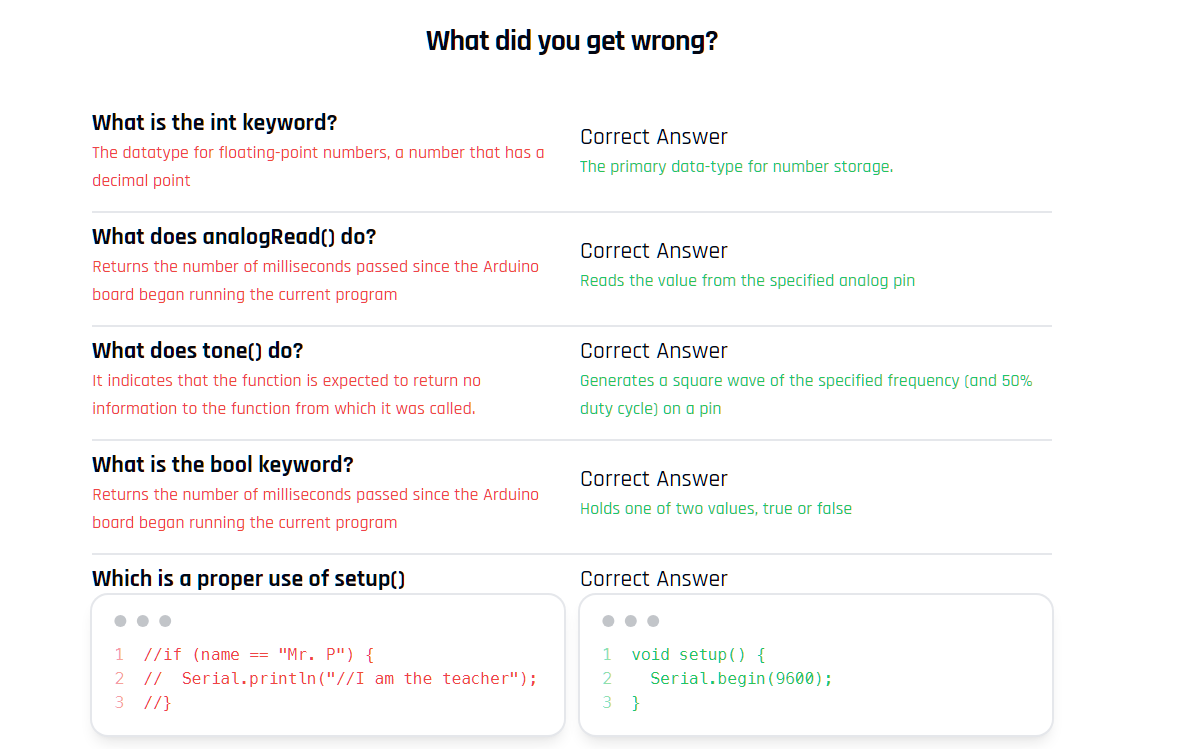 What did you get wrong?
What is the int keyword?
The datatype for floating-point numbers, a number that has a
decimal point
Correct Answer
The primary data-type for number storage.
What does analogRead() do?
Returns the number of milliseconds passed since the Arduino
board began running the current program
Correct Answer
Reads the value from the specified analog pin
What does tone() do?
It indicates that the function is expected to return no
information to the function from which it was called.
Correct Answer
Generates a square wave of the specified frequency (and 50%
duty cycle) on a pin
What is the bool keyword?
Returns the number of milliseconds passed since the Arduino
board began running the current program
Correct Answer
Holds one of two values, true or false
Which is a proper use of setup()
1 //if (name == "Mr. P") {
2 //  Serial.println("//I am the teacher");
3 //}
Correct Answer
1 void setup() {
2   Serial.begin(9600);
3 }